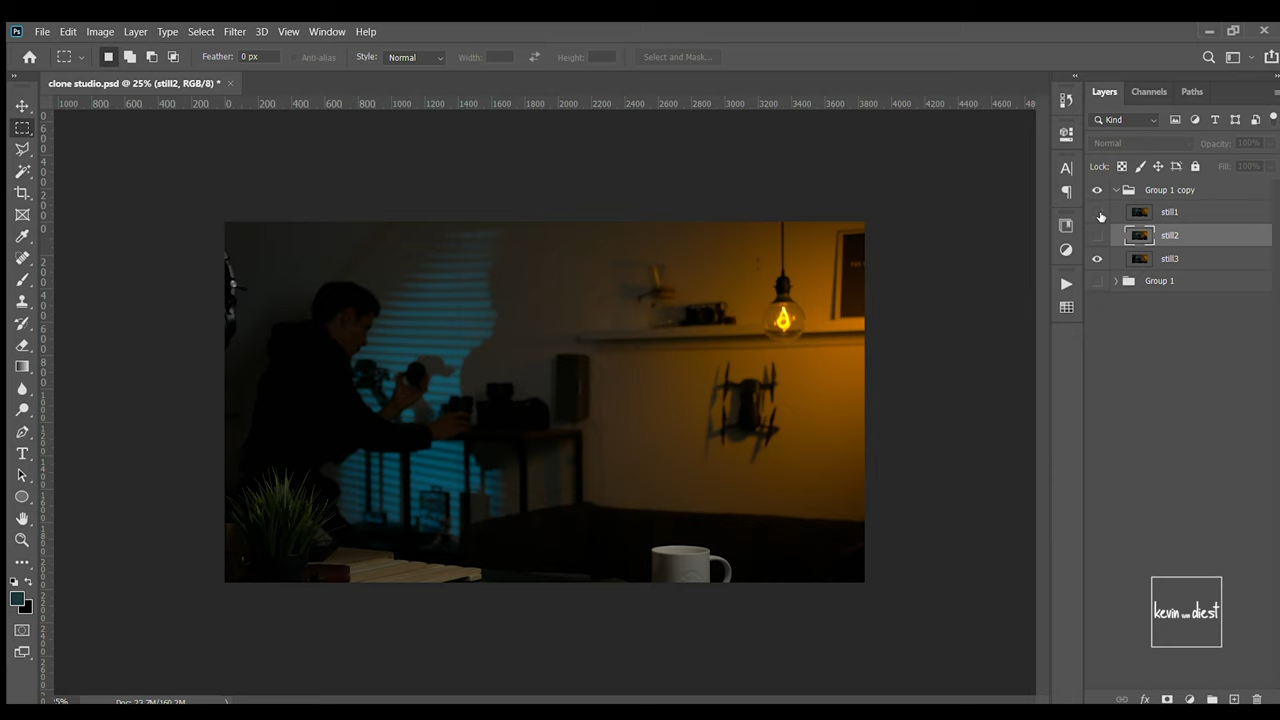 Ps File Edit Image Layer Type Select Filter 3D View Window Help
Feather: 0 px Anti-alias Style: Normal Width: Height: Select and Mask...
clone studio.psd @ 25% (still2, RGB/8) *
1000 800 600 400 200 0 200 400 600 800 1000 1200 1400 1600 1800 2000 2200 2400 2600 2800 3000 3200 3400 3600 3800 4000 4200 4400 4600
Layers Channels Paths
Kind
Normal Opacity: 100%
Lock: Fill: 100%
Group 1 copy
still1
still2
still3
Group 1
kevin van diest
fx